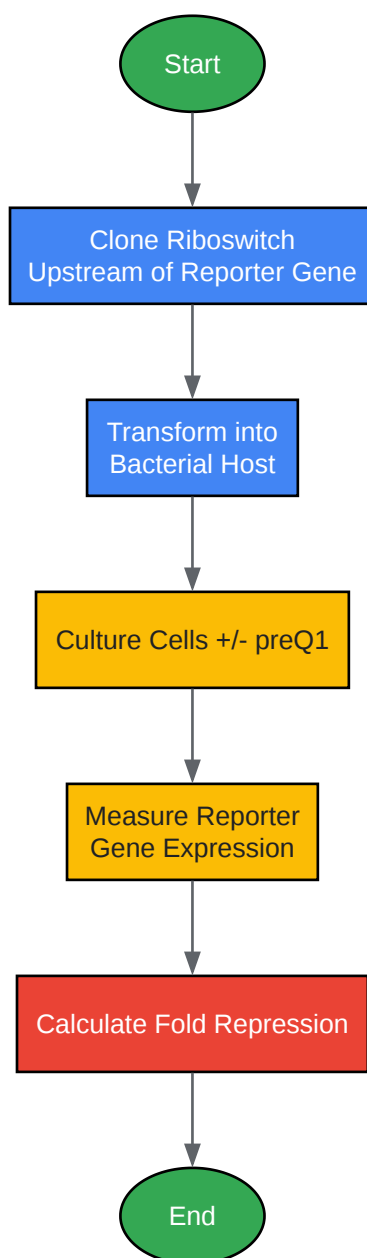 Start
Clone Riboswitch
Upstream of Reporter Gene
Transform into
Bacterial Host
Culture Cells +/- preQ1
Measure Reporter
Gene Expression
Calculate Fold Repression
End